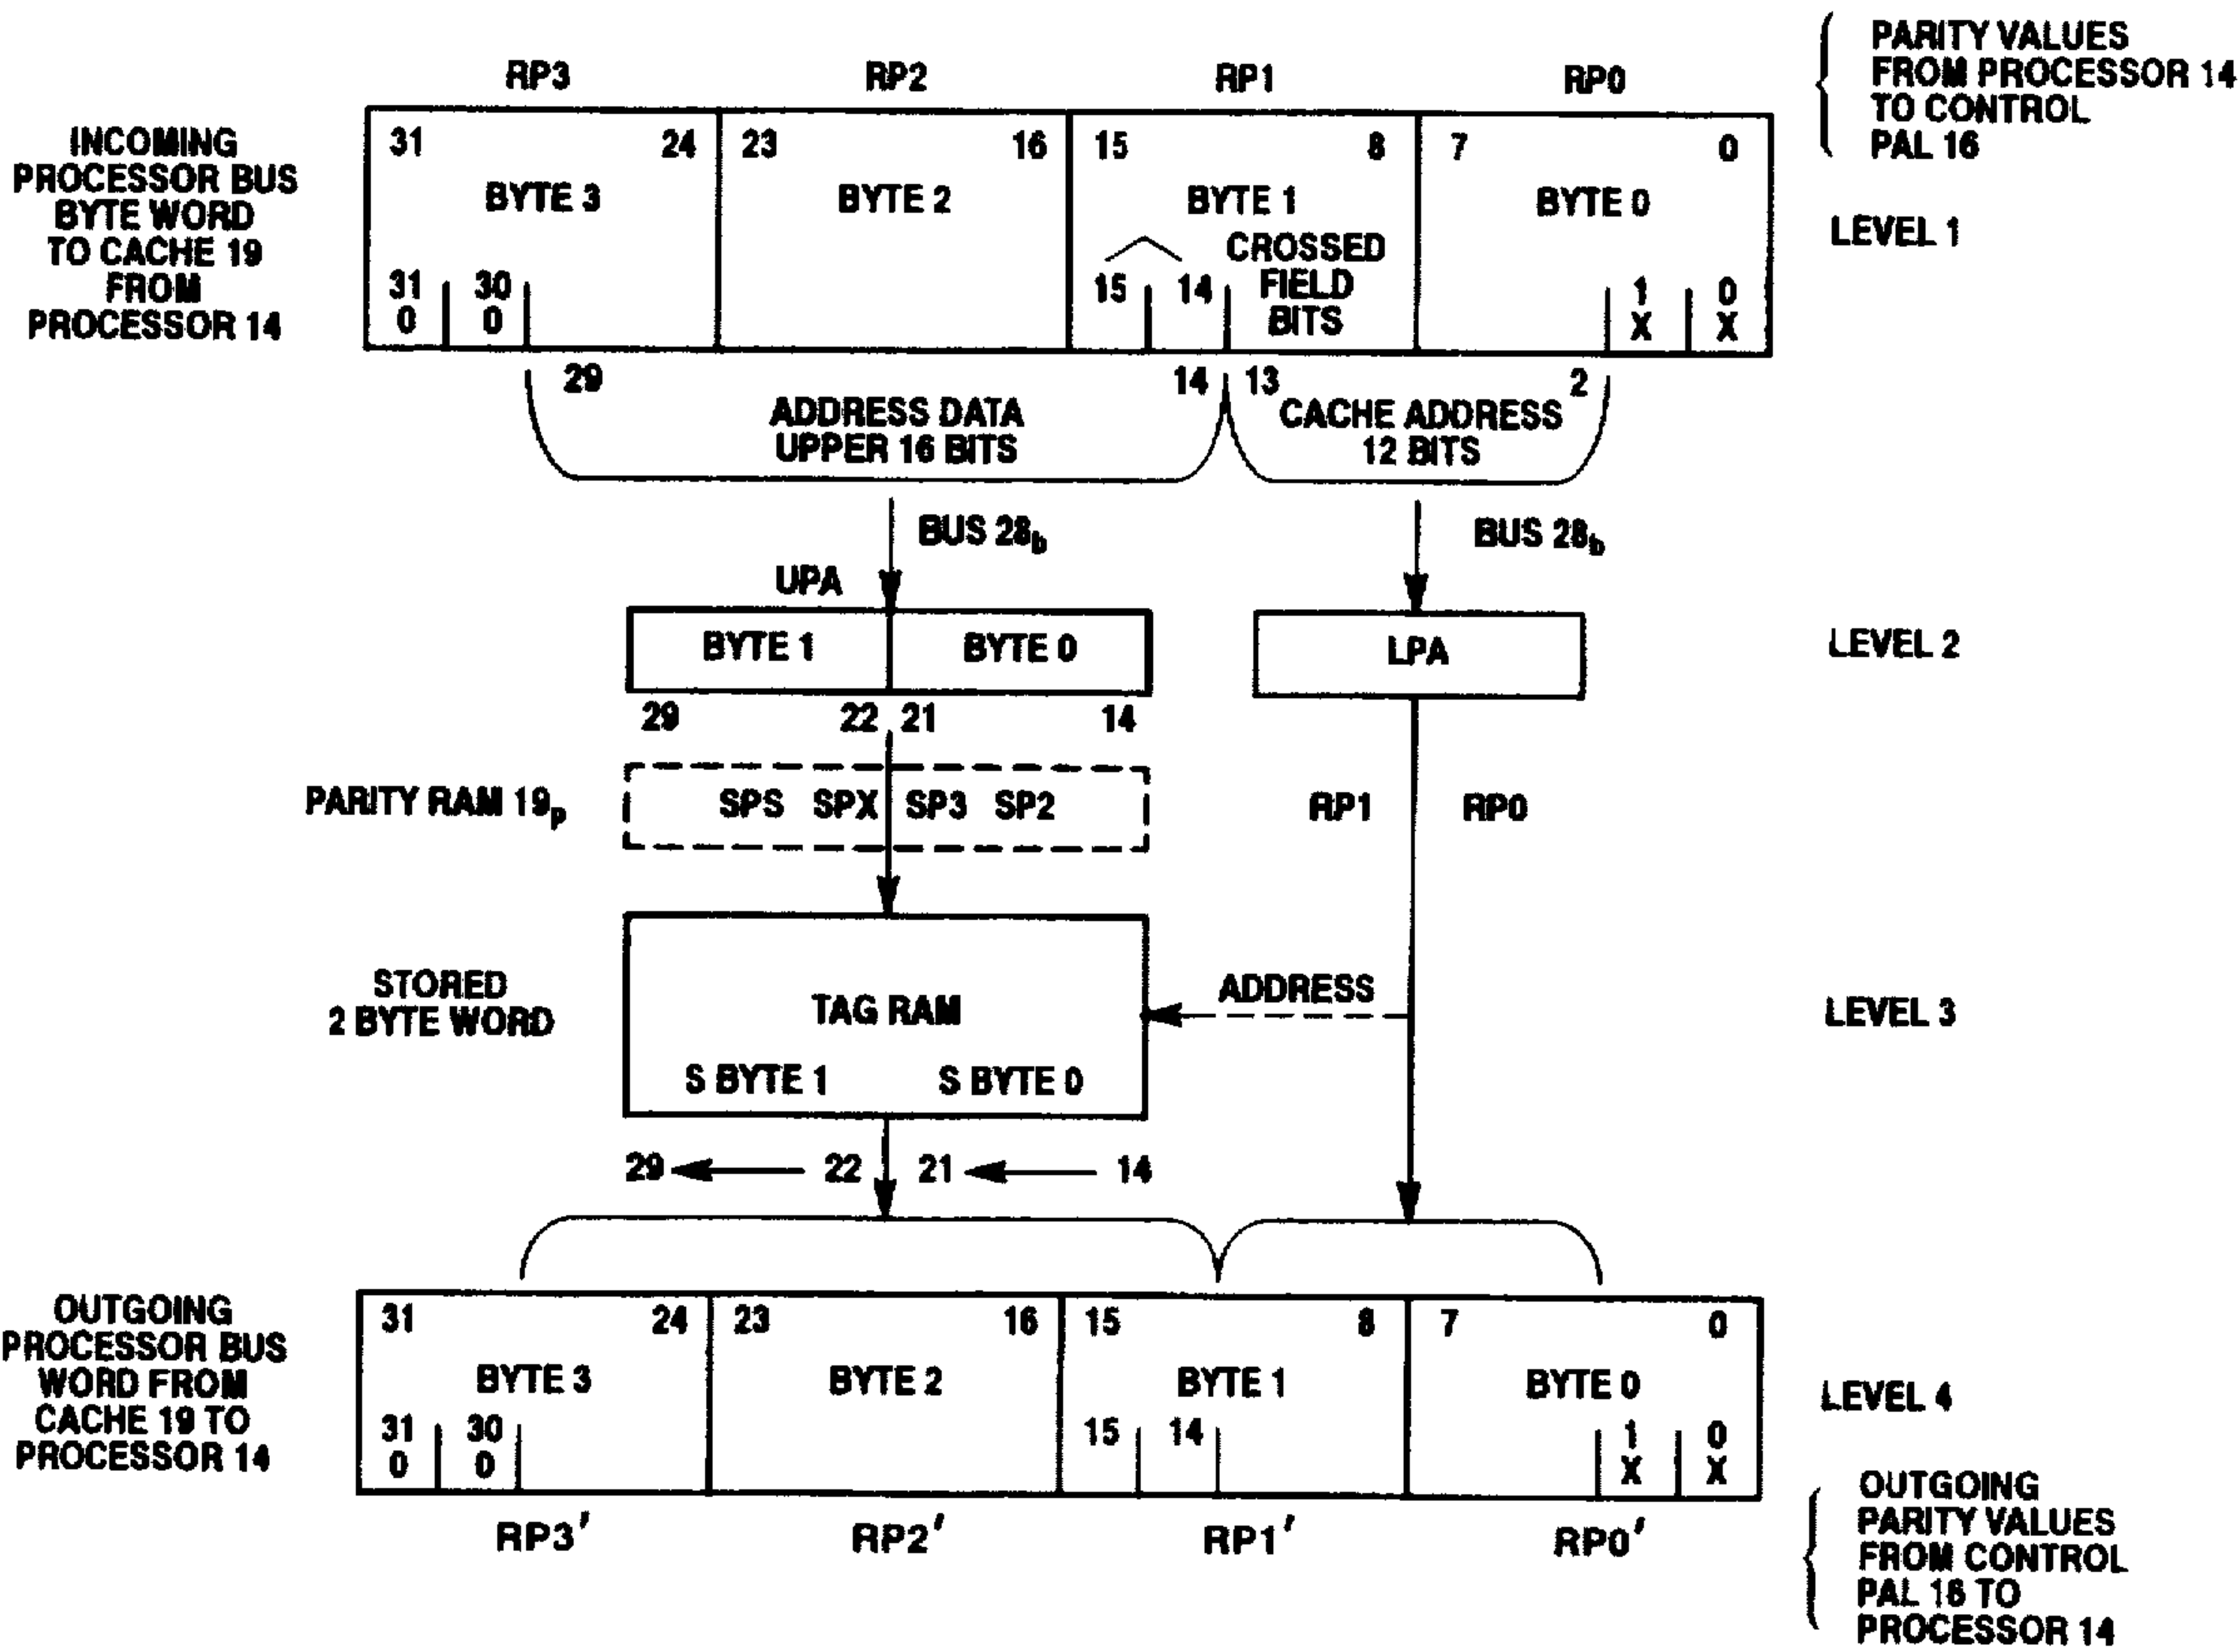 RP3 RP2 RP1 RP0
PARITY VALUES
FROM PROCESSOR 14
TO CONTROL
PAL 16
INCOMING
PROCESSOR BUS
BYTE WORD
TO CACHE 19
FROM
PROCESSOR 14
31 24 23 16 15 8 7 0
BYTE 3 BYTE 2 BYTE 1 BYTE 0
LEVEL 1
CROSSED
FIELD
BITS
31 30 15 14 1 0
0 0 X X
29 14 13 2
ADDRESS DATA
UPPER 16 BITS
CACHE ADDRESS
12 BITS
BUS 28b BUS 28b
UPA
BYTE 1 BYTE 0 LPA LEVEL 2
29 22 21 14
PARITY RAM 19p SPS SPX SP3 SP2 RP1 RP0
STORED
2 BYTE WORD
TAG RAM
ADDRESS
LEVEL 3
S BYTE 1 S BYTE 0
29 22 21 14
OUTGOING
PROCESSOR BUS
WORD FROM
CACHE 19 TO
PROCESSOR 14
31 24 23 16 15 8 7 0
BYTE 3 BYTE 2 BYTE 1 BYTE 0
LEVEL 4
31 30 15 14 1 0
0 0 X X
RP3' RP2' RP1' RP0'
OUTGOING
PARITY VALUES
FROM CONTROL
PAL 16 TO
PROCESSOR 14